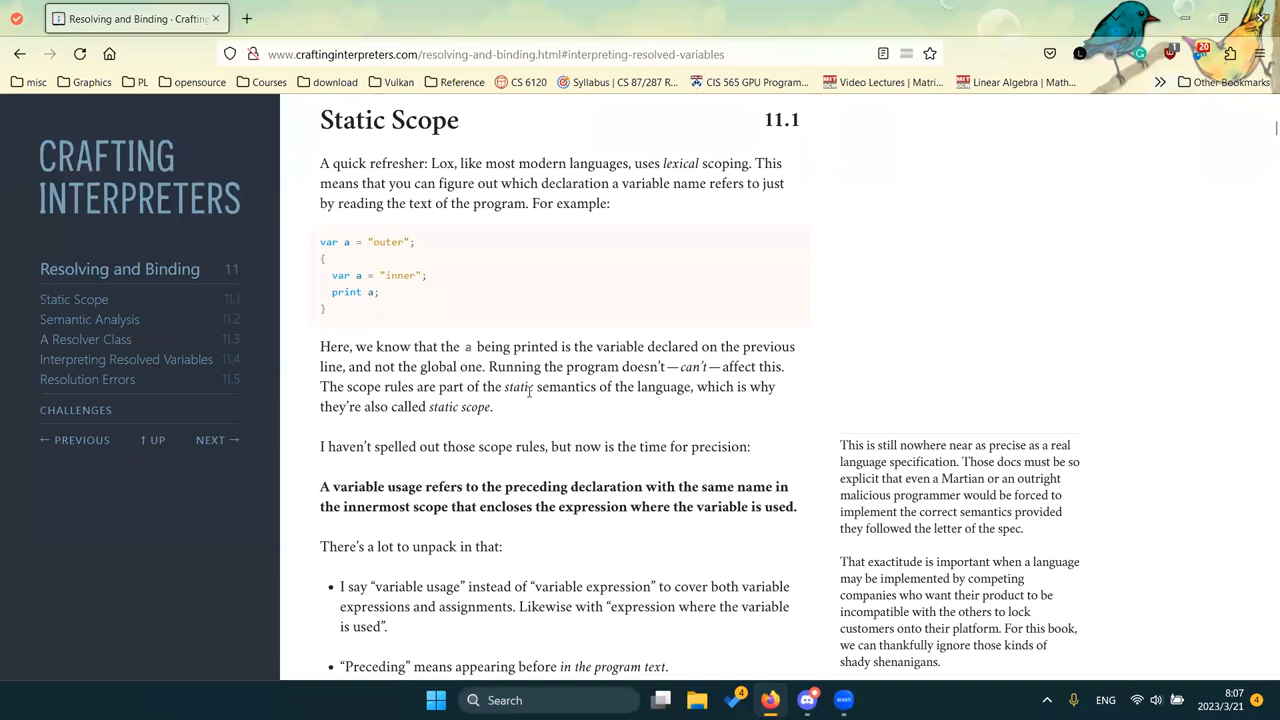 Resolving and Binding · Crafting
www.craftinginterpreters.com/resolving-and-binding.html#interpreting-resolved-variables
1
20
misc
Graphics
PL
opensource
Courses
download
Vulkan
Reference
CS 6120
Syllabus | CS 87/287 R...
CIS 565 GPU Program...
Video Lectures | Matri...
Linear Algebra | Math...
Other Bookmarks
CRAFTING
INTERPRETERS
Resolving and Binding 11
Static Scope 11.1
Semantic Analysis 11.2
A Resolver Class 11.3
Interpreting Resolved Variables 11.4
Resolution Errors 11.5
CHALLENGES
← PREVIOUS ↑ UP NEXT →
Static Scope 11.1
A quick refresher: Lox, like most modern languages, uses lexical scoping. This
means that you can figure out which declaration a variable name refers to just
by reading the text of the program. For example:
var a = "outer";
{
var a = "inner";
print a;
}
Here, we know that the a being printed is the variable declared on the previous
line, and not the global one. Running the program doesn't—can't—affect this.
The scope rules are part of the static semantics of the language, which is why
they're also called static scope.
I haven't spelled out those scope rules, but now is the time for precision:
A variable usage refers to the preceding declaration with the same name in
the innermost scope that encloses the expression where the variable is used.
There's a lot to unpack in that:
• I say “variable usage” instead of “variable expression” to cover both variable
expressions and assignments. Likewise with “expression where the variable
is used”.
• “Preceding” means appearing before in the program text.
This is still nowhere near as precise as a real
language specification. Those docs must be so
explicit that even a Martian or an outright
malicious programmer would be forced to
implement the correct semantics provided
they followed the letter of the spec.
That exactitude is important when a language
may be implemented by competing
companies who want their product to be
incompatible with the others to lock
customers onto their platform. For this book,
we can thankfully ignore those kinds of
shady shenanigans.
Search
4
ENG
8:07
2023/3/21
4